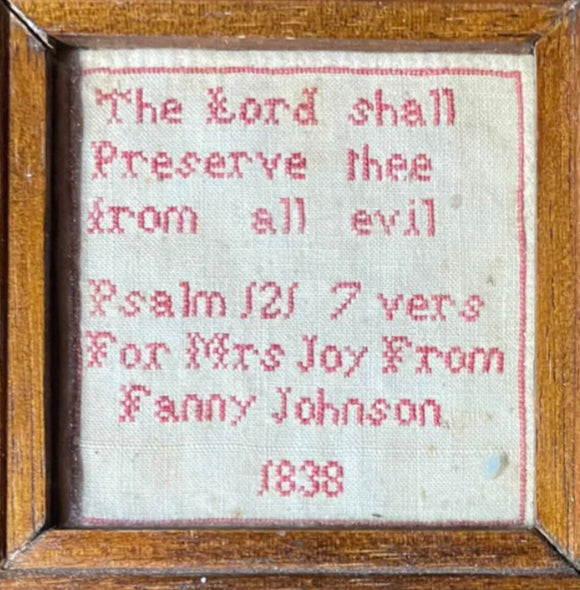 The Lord shall
Preserve thee
from all evil
Psalm 121 7 vers
For Mrs Joy From
Fanny Johnson
1838